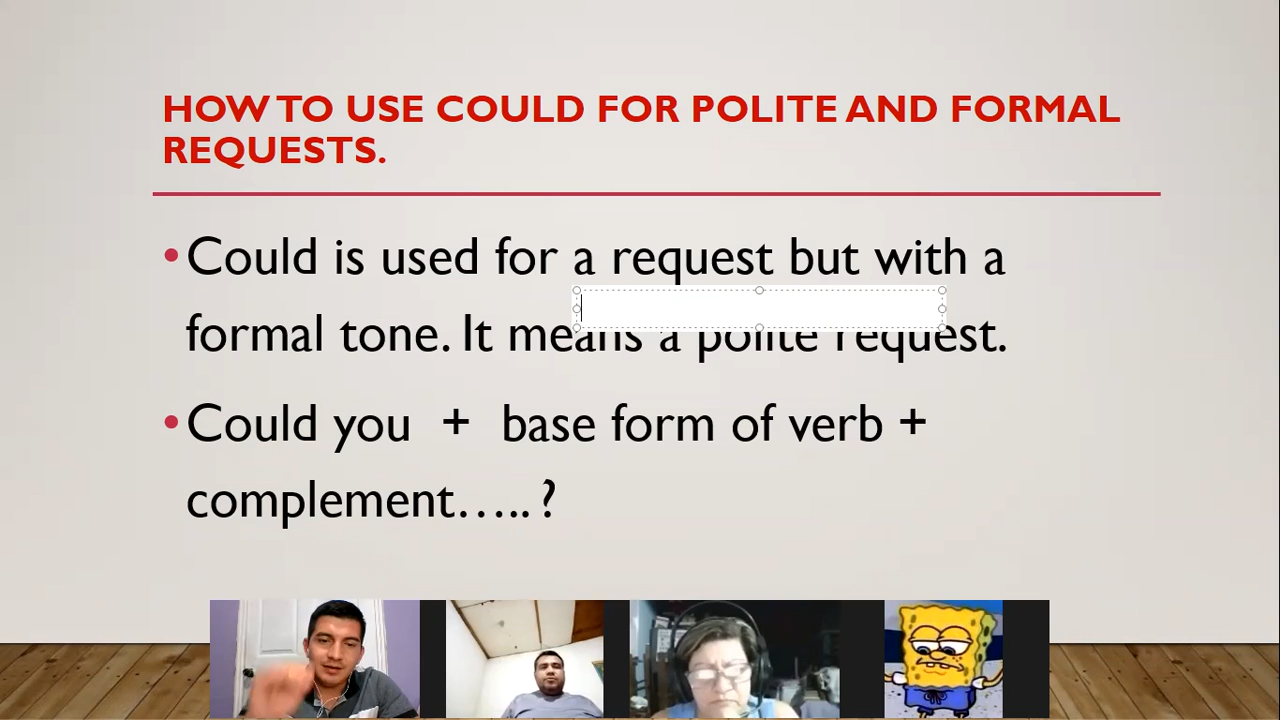 HOW TO USE COULD FOR POLITE AND FORMAL
REQUESTS.
•Could is used for a request but with a
formal tone. It means a polite request.
•Could you + base form of verb +
complement….. ?